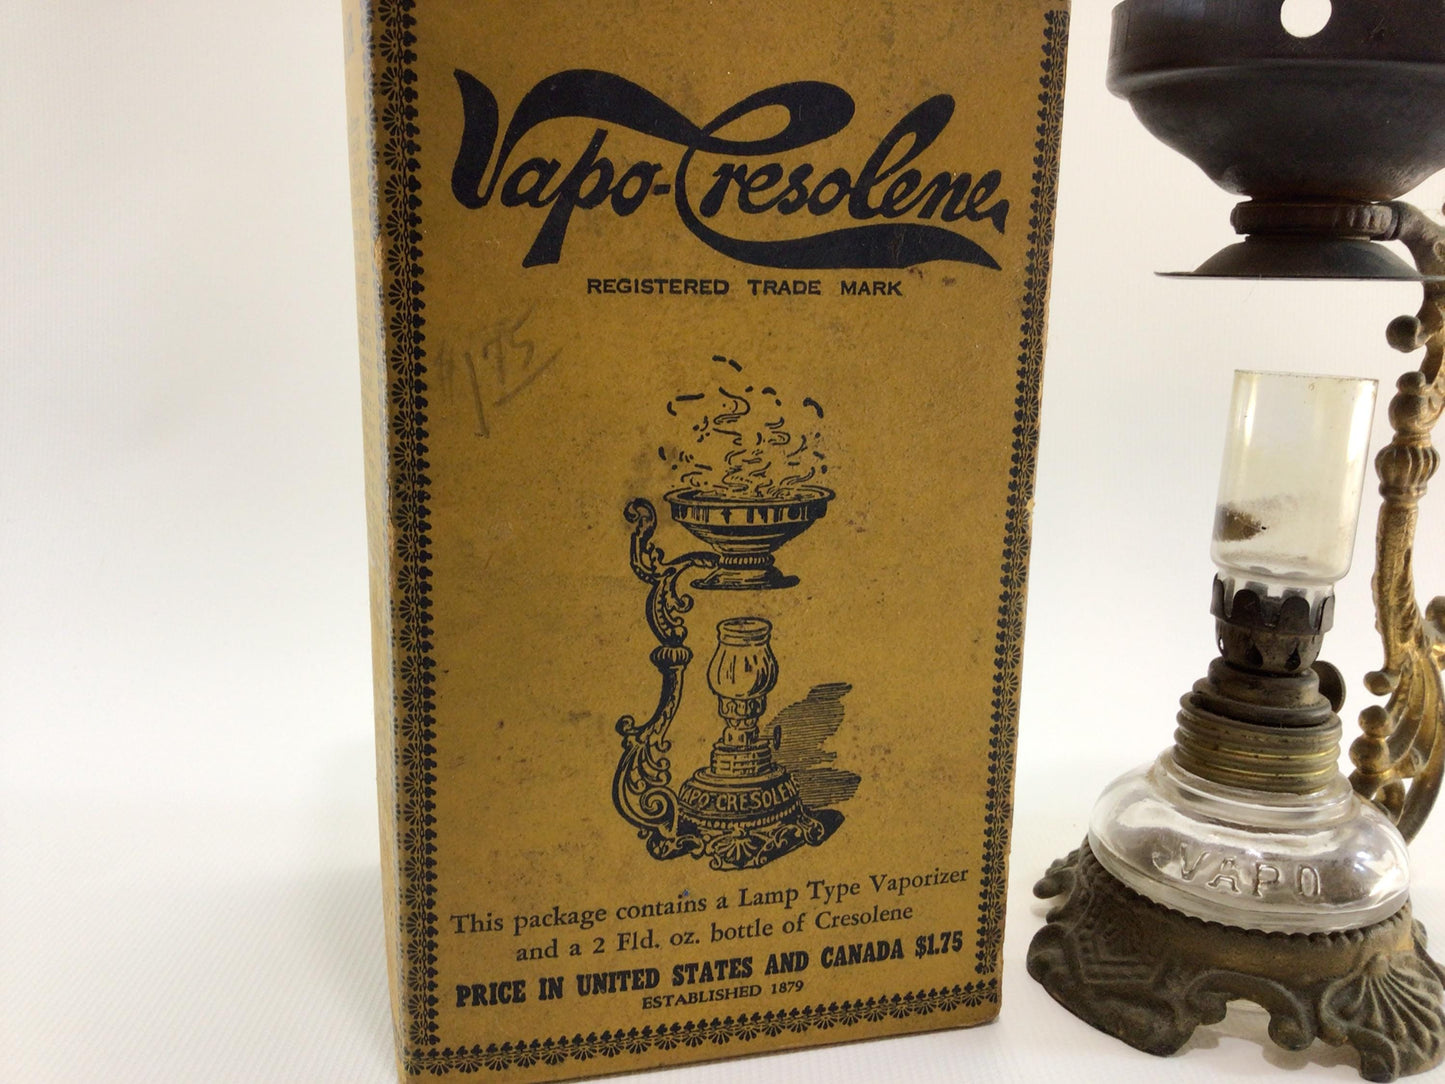 Vapo-Cresolene
REGISTERED TRADE MARK
$1.75
VAPO-CRESOLENE
This package contains a Lamp Type Vaporizer
and a 2 Fld. oz. bottle of Cresolene
PRICE IN UNITED STATES AND CANADA $1.75
ESTABLISHED 1879
VAPO